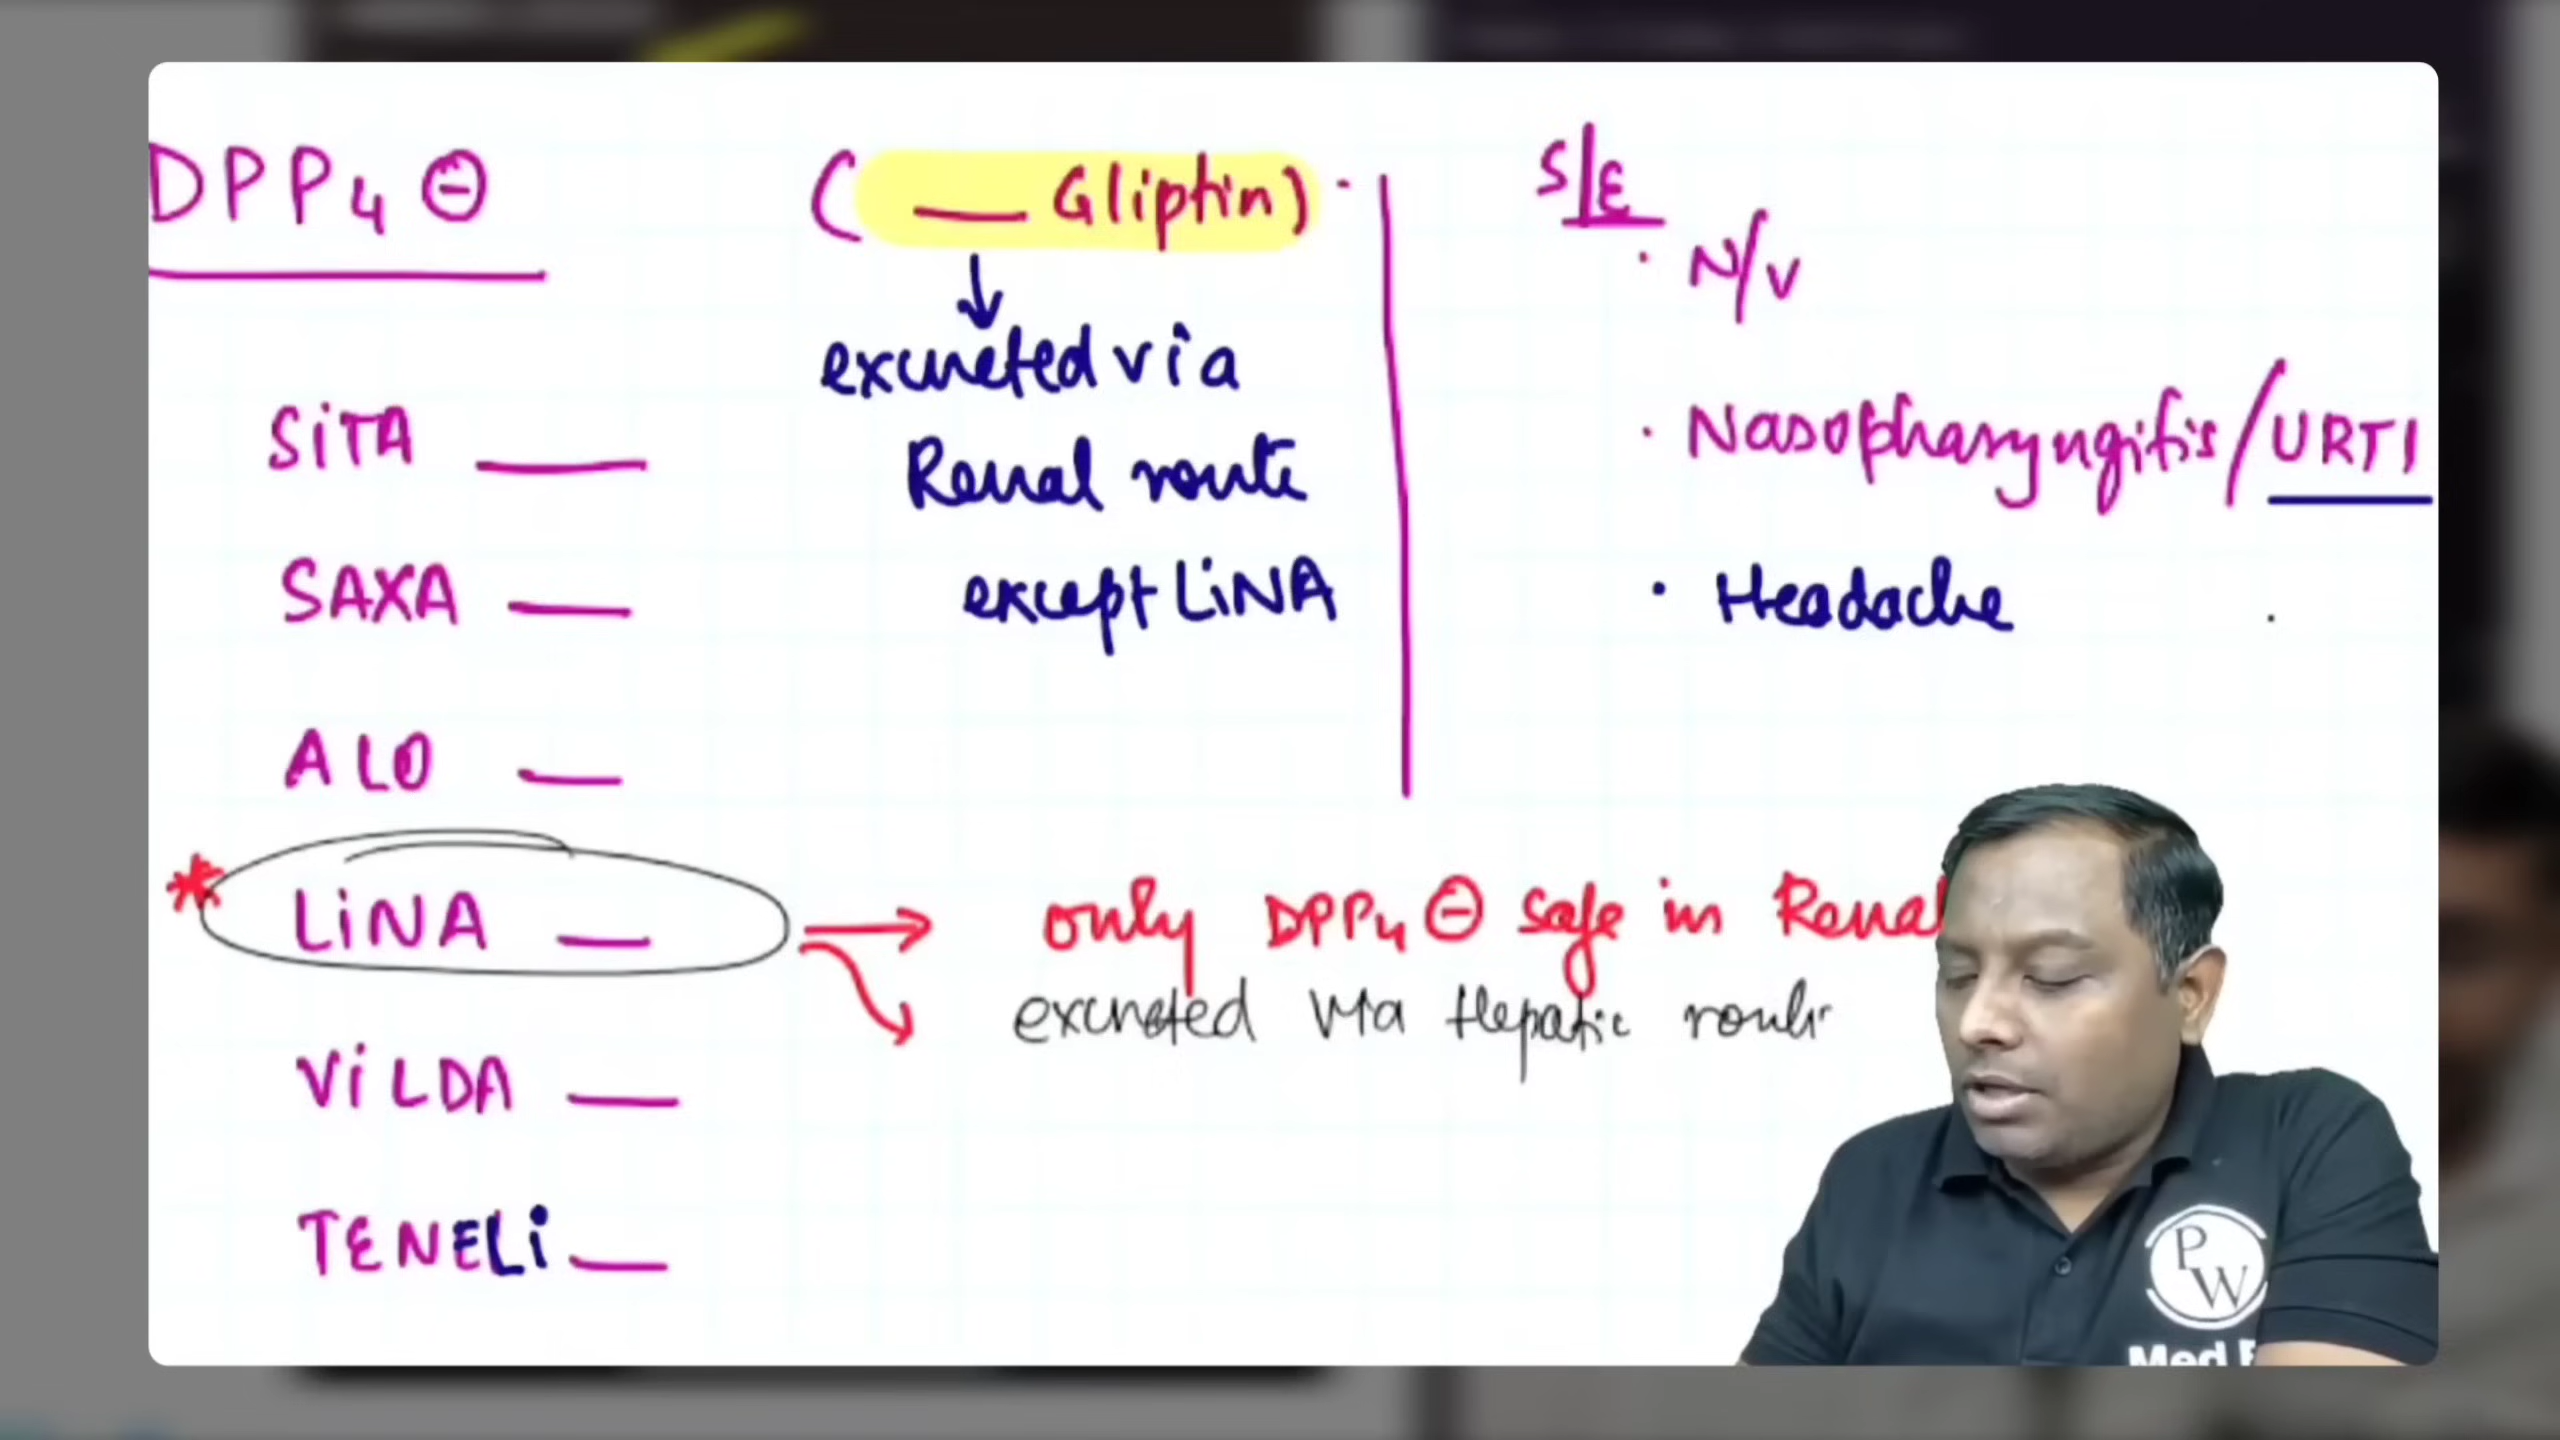 DPP4 ⊖
( __ Gliptin)
↓
excreted via
Renal route
except LiNA
SiTA __
SAXA __
ALO __
* LiNA __ → only DPP4 ⊖ safe in Renal
excreted via Hepatic route
ViLDA __
TENELi __
S/E
· N/V
· Nasopharyngitis/URTI
· Headache
PW
Med